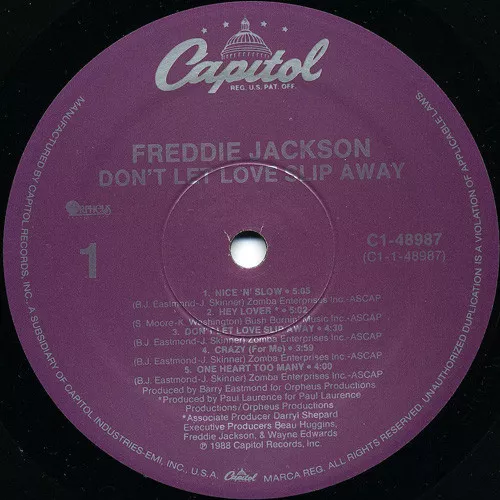 Capitol
REG. U.S. PAT. OFF.
FREDDIE JACKSON
DON'T LET LOVE SLIP AWAY
ORPHEUS
1
C1-48987
(C1-1-48987)
1. NICE 'N' SLOW • 5:05
(B.J. Eastmond-J. Skinner) Zomba Enterprises Inc.-ASCAP
2. HEY LOVER * • 5:02
(S. Moore-K. Washington) Bush Burnin' Music Inc.-ASCAP
3. DON'T LET LOVE SLIP AWAY • 4:30
(B.J. Eastmond-J. Skinner) Zomba Enterprises Inc.-ASCAP
4. CRAZY (For Me) • 3:59
(B.J. Eastmond-J. Skinner) Zomba Enterprises Inc.-ASCAP
5. ONE HEART TOO MANY • 4:00
(B.J. Eastmond-J. Skinner) Zomba Enterprises Inc.-ASCAP
Produced by Barry Eastmond for Orpheus Productions
*Produced by Paul Laurence for Paul Laurence
Productions/Orpheus Productions
*Associate Producer Darryl Shepard
Executive Producers Beau Huggins,
Freddie Jackson, & Wayne Edwards
℗ 1988 Capitol Records, Inc.
MANUFACTURED BY CAPITOL RECORDS, INC., A SUBSIDIARY OF CAPITOL INDUSTRIES-EMI, INC., U.S.A. Capitol MARCA REG. ALL RIGHTS RESERVED. UNAUTHORIZED DUPLICATION IS A VIOLATION OF APPLICABLE LAWS.